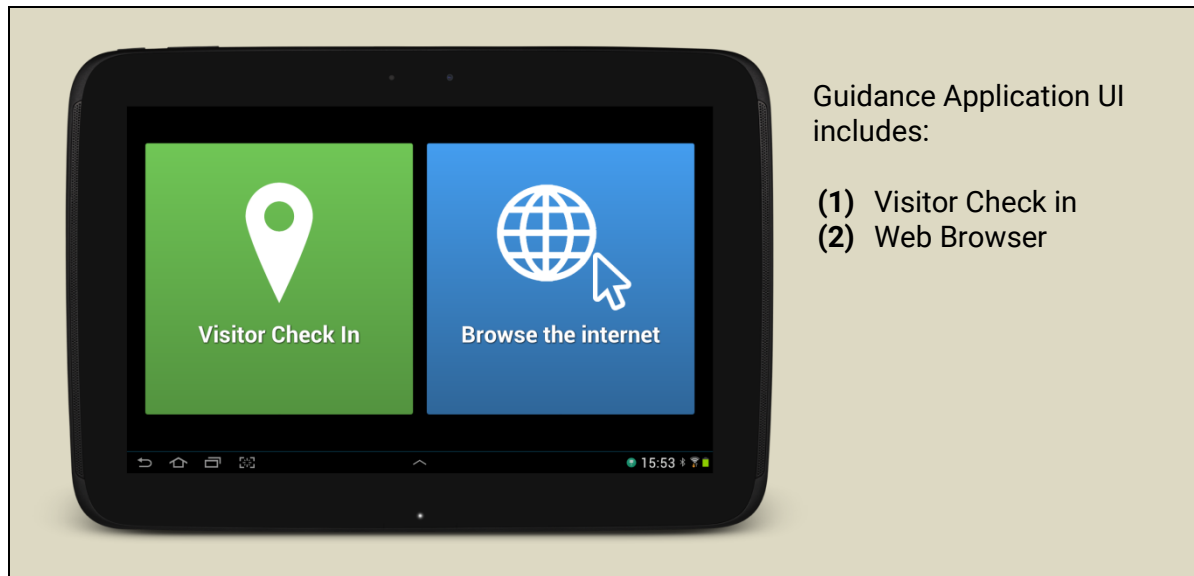 Guidance Application UI
includes:
(1) Visitor Check in
(2) Web Browser
Visitor Check In
Browse the internet
15:53